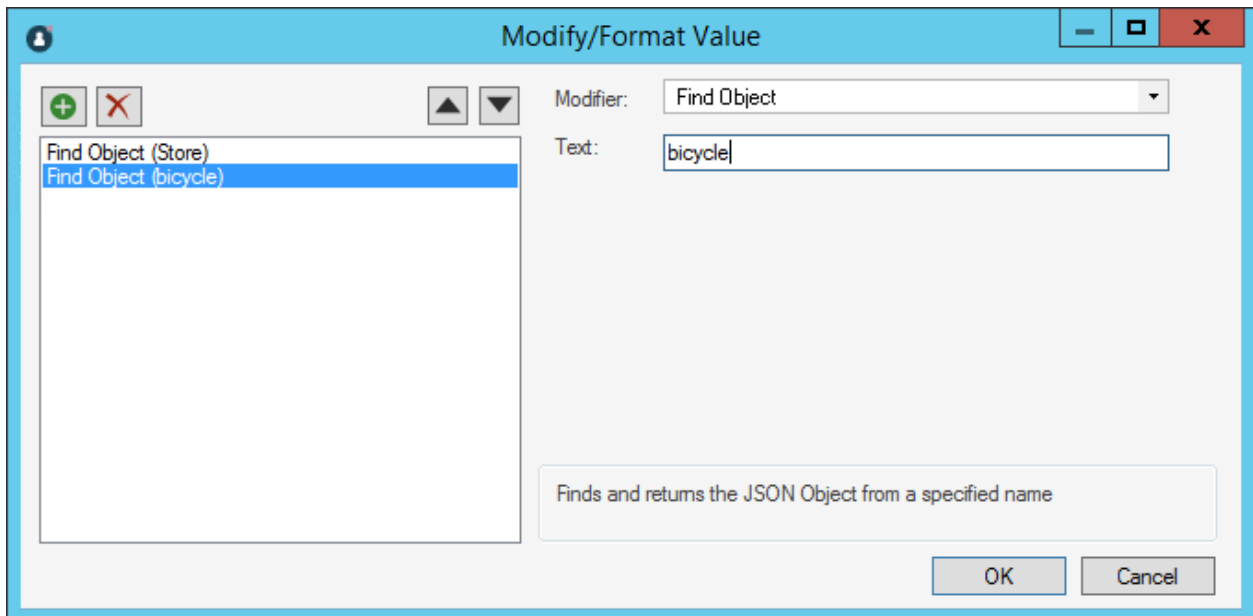 Modify/Format Value
Modifier:
Find Object
Text:
bicycle
Find Object (Store)
Find Object (bicycle)
Finds and returns the JSON Object from a specified name
OK
Cancel